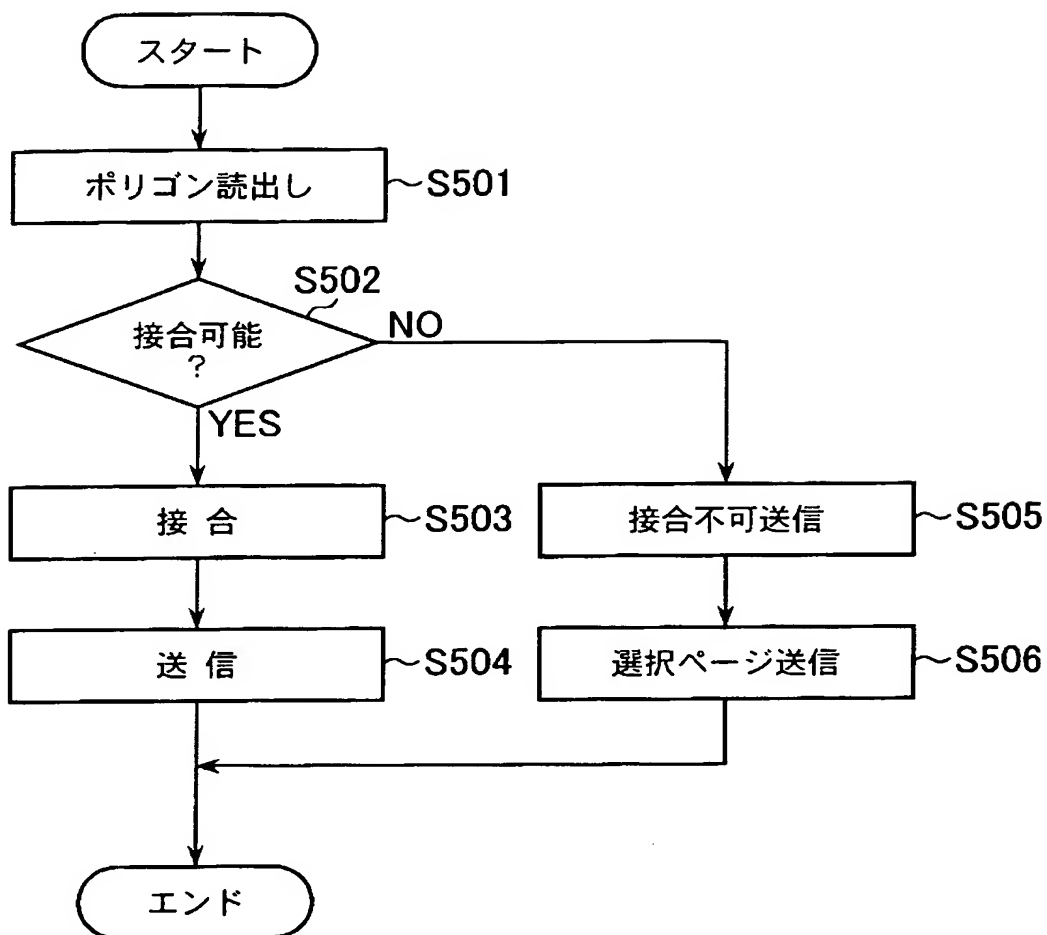 スタート
ポリゴン読出し
S501
S502
接合可能
?
NO
YES
接 合
S503
接合不可送信
S505
送 信
S504
選択ページ送信
S506
エンド